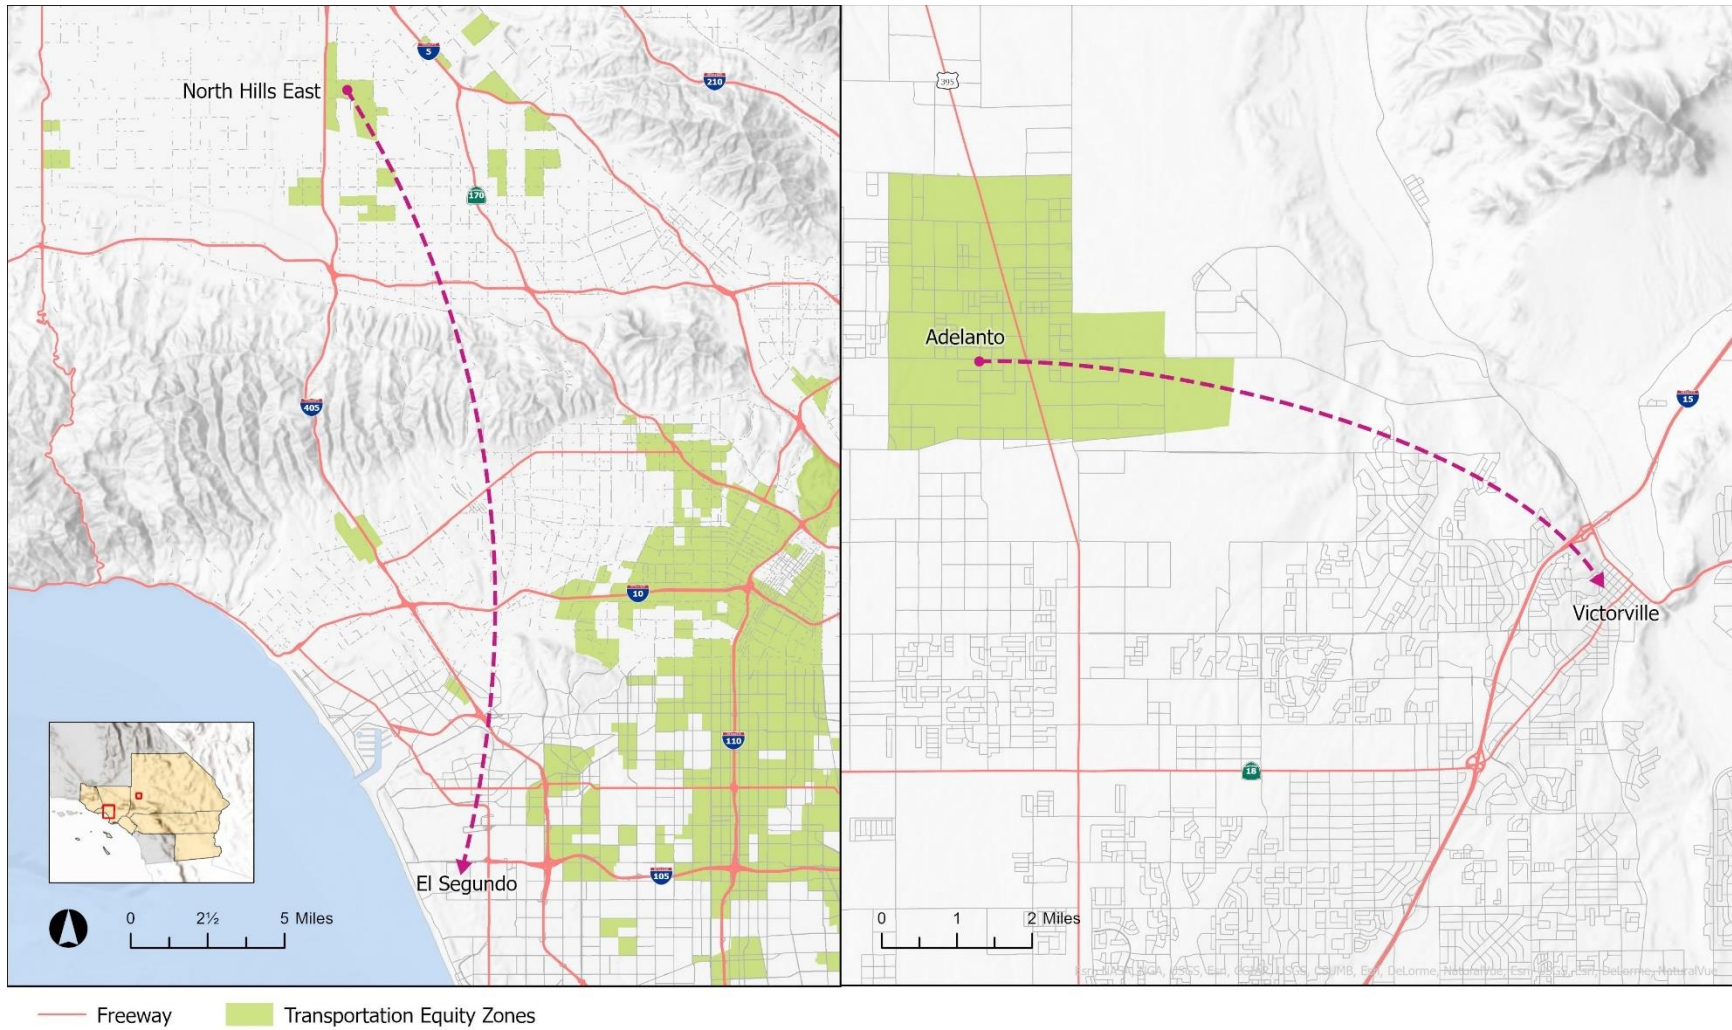 5
210
North Hills East
170
405
10
110
El Segundo
105
0 2½ 5 Miles
395
Adelanto
15
Victorville
18
0 1 2 Miles
Freeway
Transportation Equity Zones